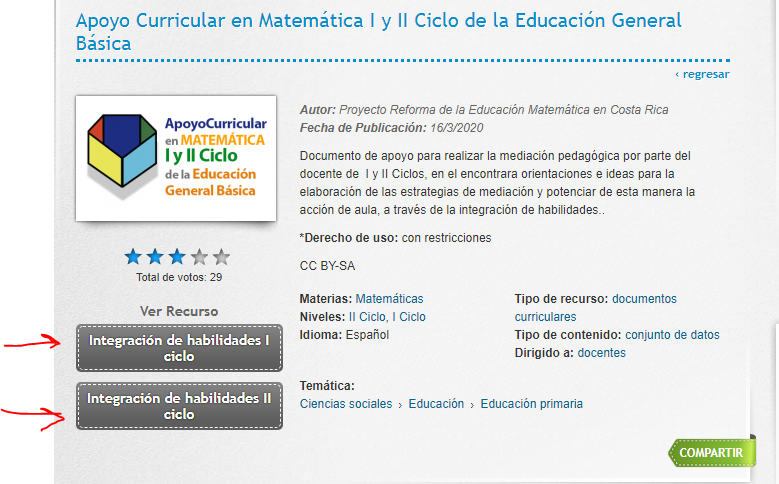 Apoyo Curricular en Matemática I y II Ciclo de la Educación General
Básica
‹ regresar
ApoyoCurricular
en MATEMÁTICA
I y II Ciclo
de la Educación
General Básica
Autor: Proyecto Reforma de la Educación Matemática en Costa Rica
Fecha de Publicación: 16/3/2020
Documento de apoyo para realizar la mediación pedagógica por parte del
docente de I y II Ciclos, en el encontrara orientaciones e ideas para la
elaboración de las estrategias de mediación y potenciar de esta manera la
acción de aula, a través de la integración de habilidades..
*Derecho de uso: con restricciones
CC BY-SA
Total de votos: 29
Ver Recurso
Integración de habilidades I
ciclo
Integración de habilidades II
ciclo
Materias: Matemáticas
Niveles: II Ciclo, I Ciclo
Idioma: Español
Tipo de recurso: documentos
curriculares
Tipo de contenido: conjunto de datos
Dirigido a: docentes
Temática:
Ciencias sociales › Educación › Educación primaria
COMPARTIR